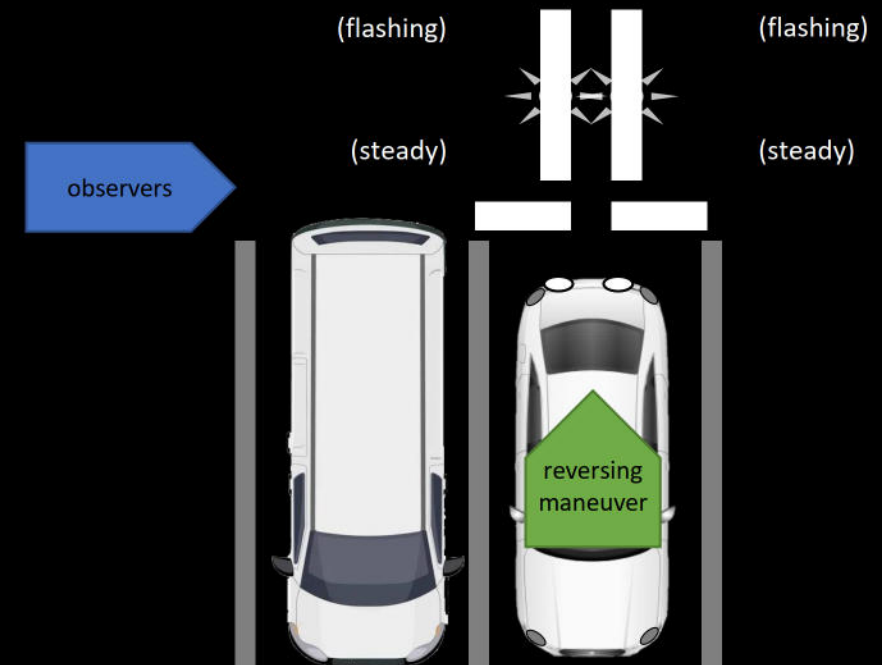 (flashing)
(flashing)
(steady)
(steady)
observers
reversing
maneuver